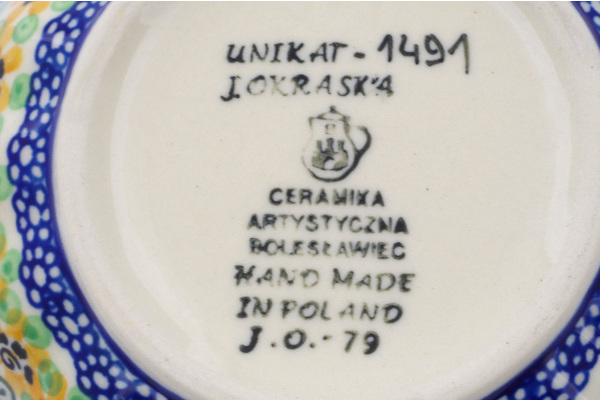 UNIKAT - 1491
J.OKRASKA
CERAMIKA
ARTYSTYCZNA
BOLESŁAWIEC
HAND MADE
IN POLAND
J.O.-79